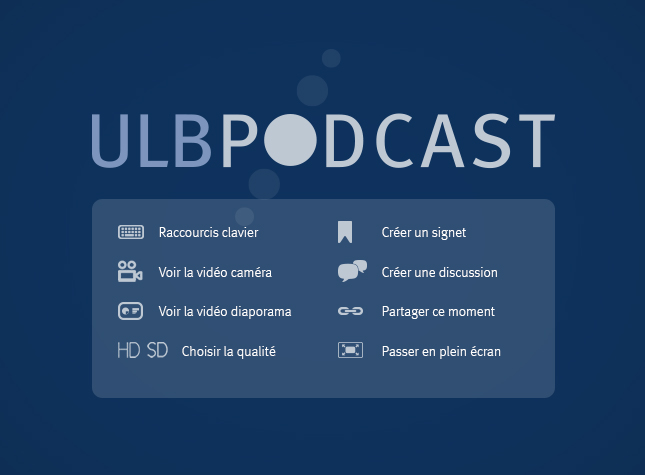 ULBPODCAST
Raccourcis clavier
Voir la vidéo caméra
Voir la vidéo diaporama
HD SD Choisir la qualité
Créer un signet
Créer une discussion
Partager ce moment
Passer en plein écran